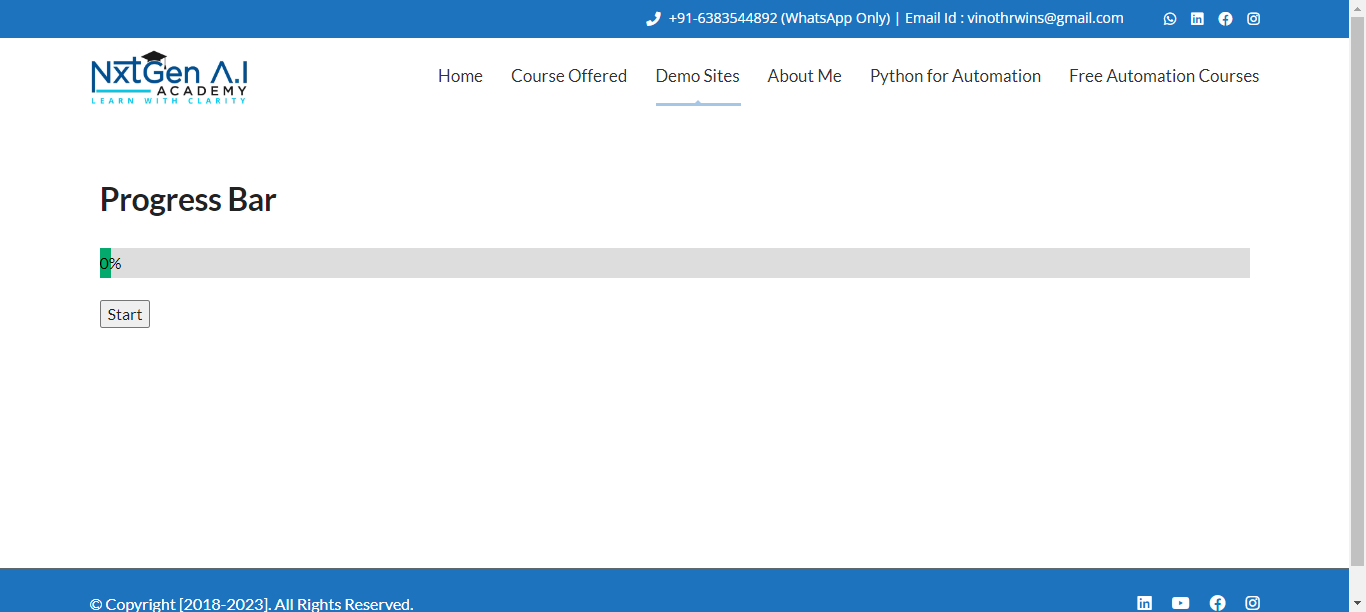 +91-6383544892 (WhatsApp Only) | Email Id : vinothrwins@gmail.com
NxtGen A.I
ACADEMY
LEARN WITH CLARITY
Home Course Offered Demo Sites About Me Python for Automation Free Automation Courses
Progress Bar
0%
Start
© Copyright [2018-2023]. All Rights Reserved.